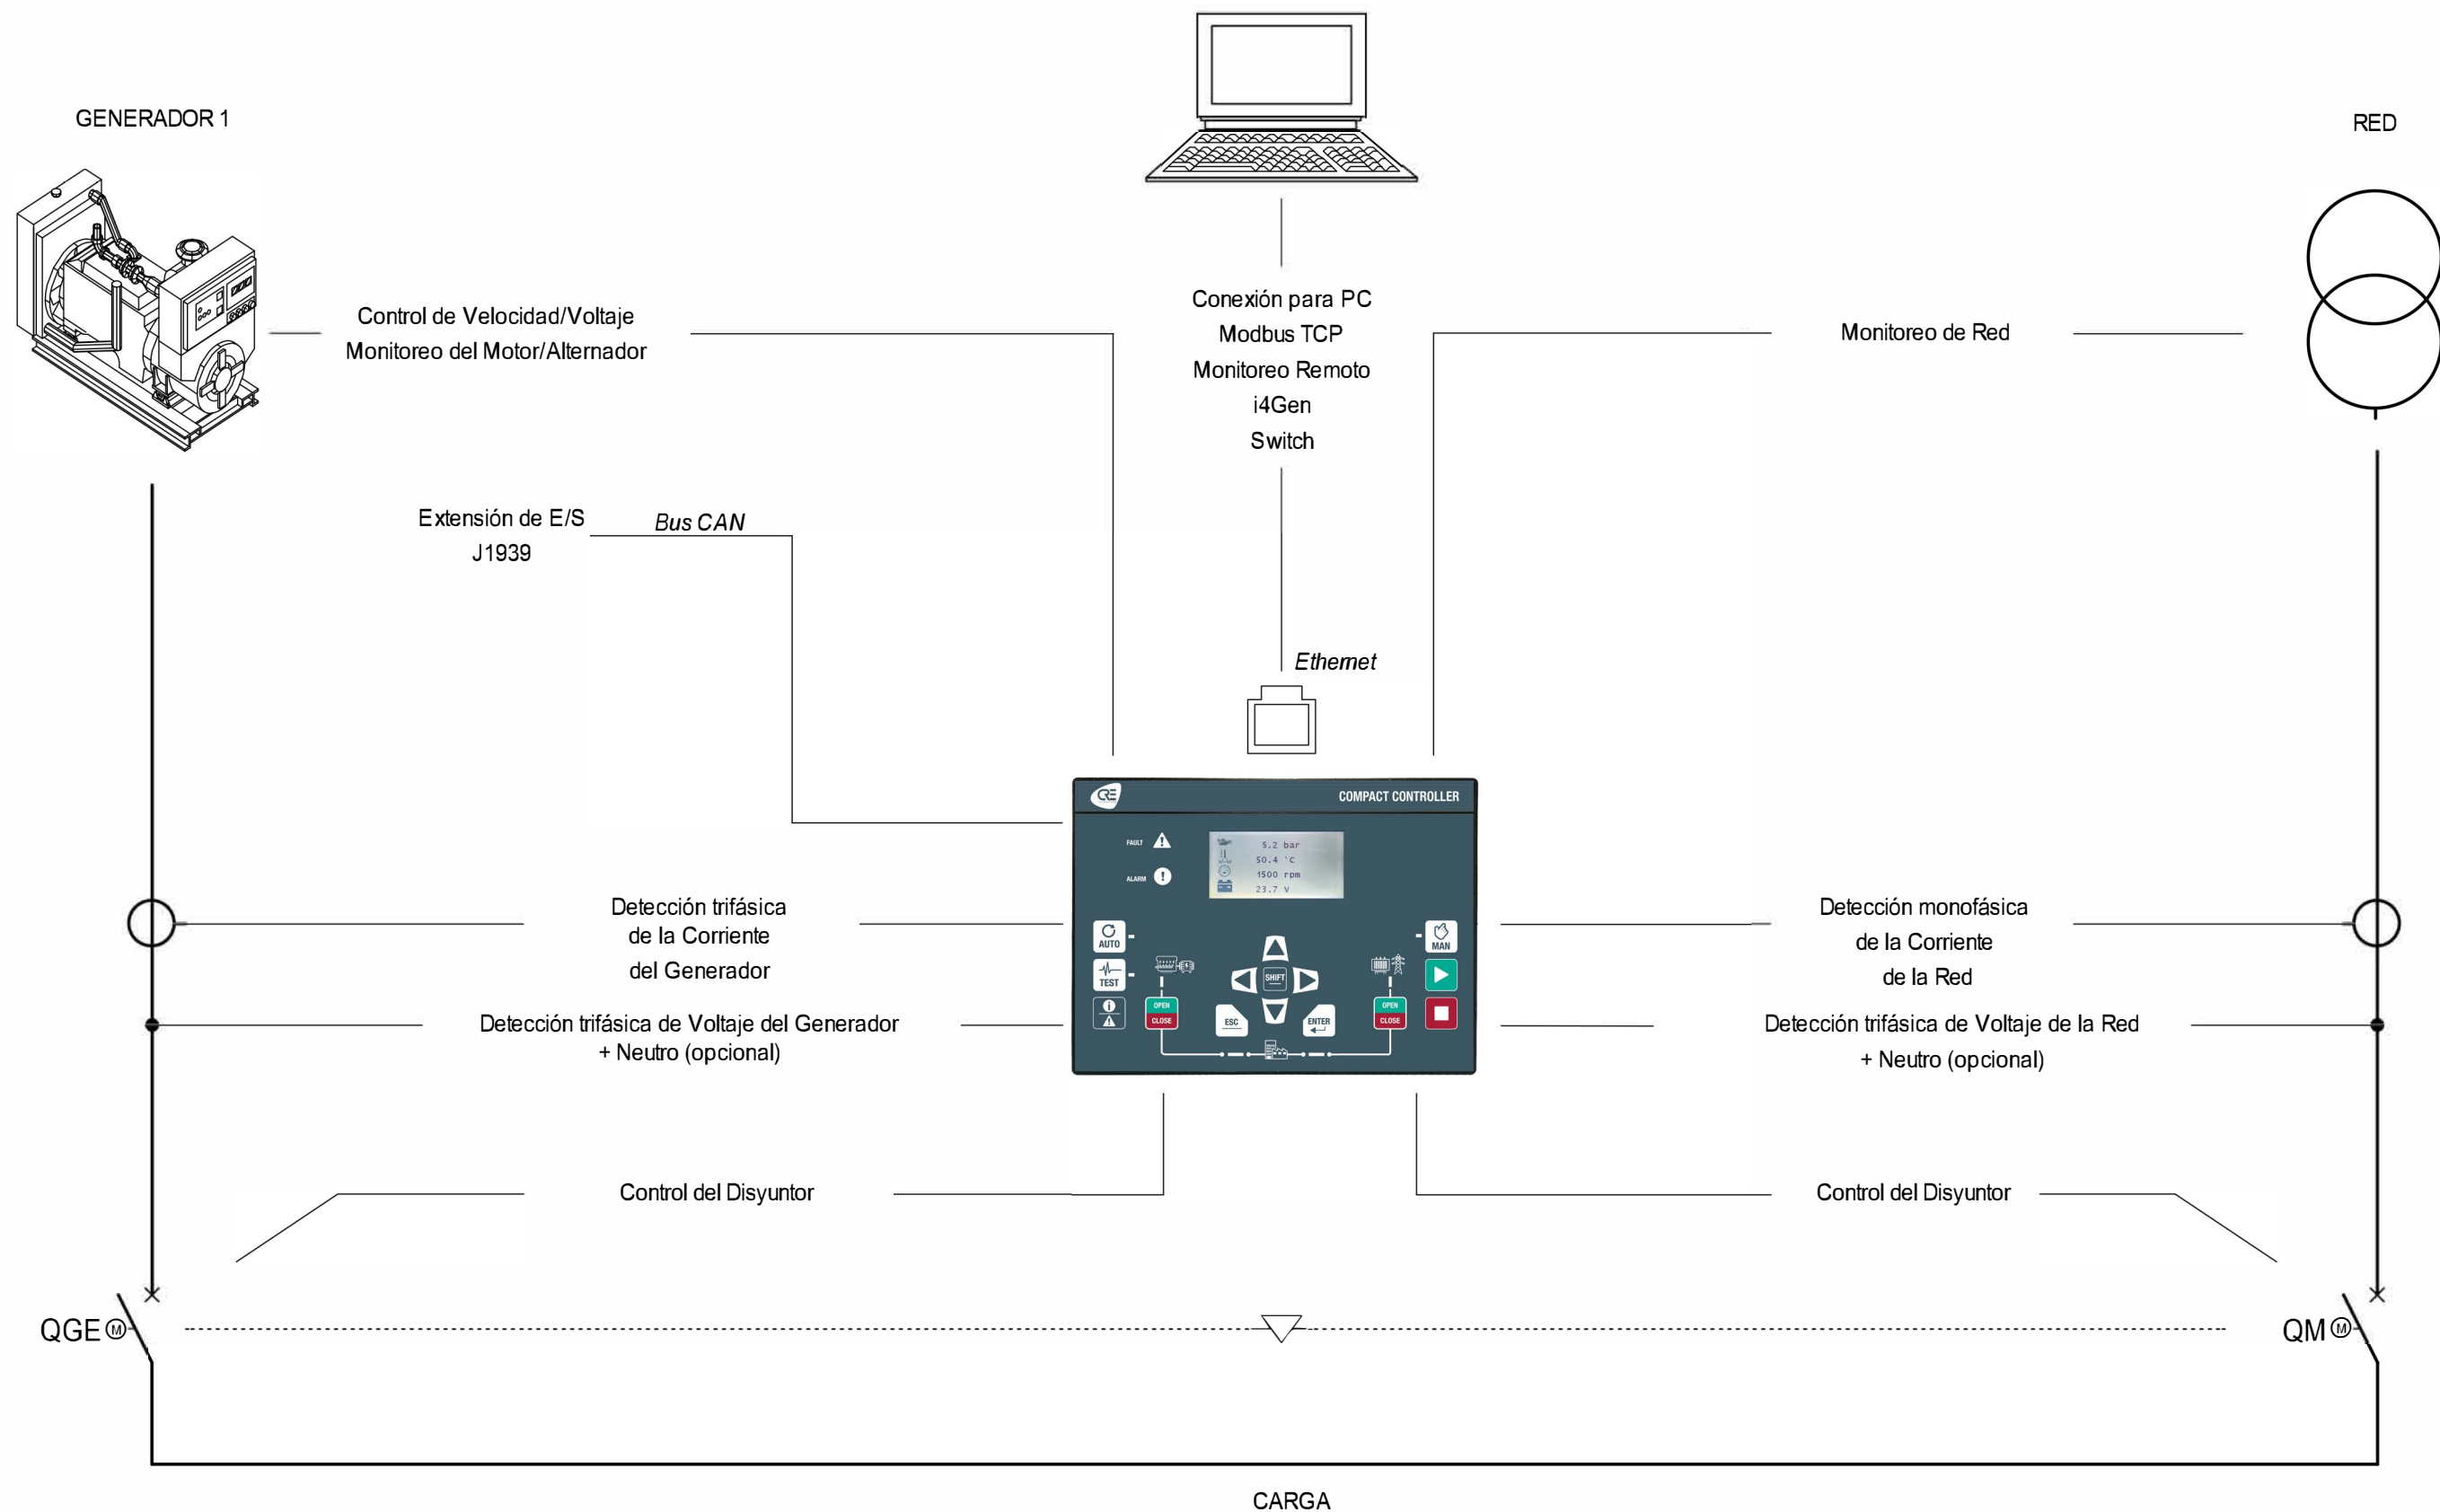 GENERADOR 1
RED
Control de Velocidad/Voltaje
Monitoreo del Motor/Alternador
Conexión para PC
Modbus TCP
Monitoreo Remoto
i4Gen
Switch
Monitoreo de Red
Extensión de E/S
J1939
Bus CAN
Ethernet
CRE
COMPACT CONTROLLER
FAULT
ALARM
5.2 bar
50.4 °C
1500 rpm
23.7 V
AUTO
TEST
MAN
SHIFT
OPEN
CLOSE
ESC
ENTER
OPEN
CLOSE
Detección trifásica
de la Corriente
del Generador
Detección monofásica
de la Corriente
de la Red
Detección trifásica de Voltaje del Generador
+ Neutro (opcional)
Detección trifásica de Voltaje de la Red
+ Neutro (opcional)
Control del Disyuntor
Control del Disyuntor
QGE M
QM M
CARGA